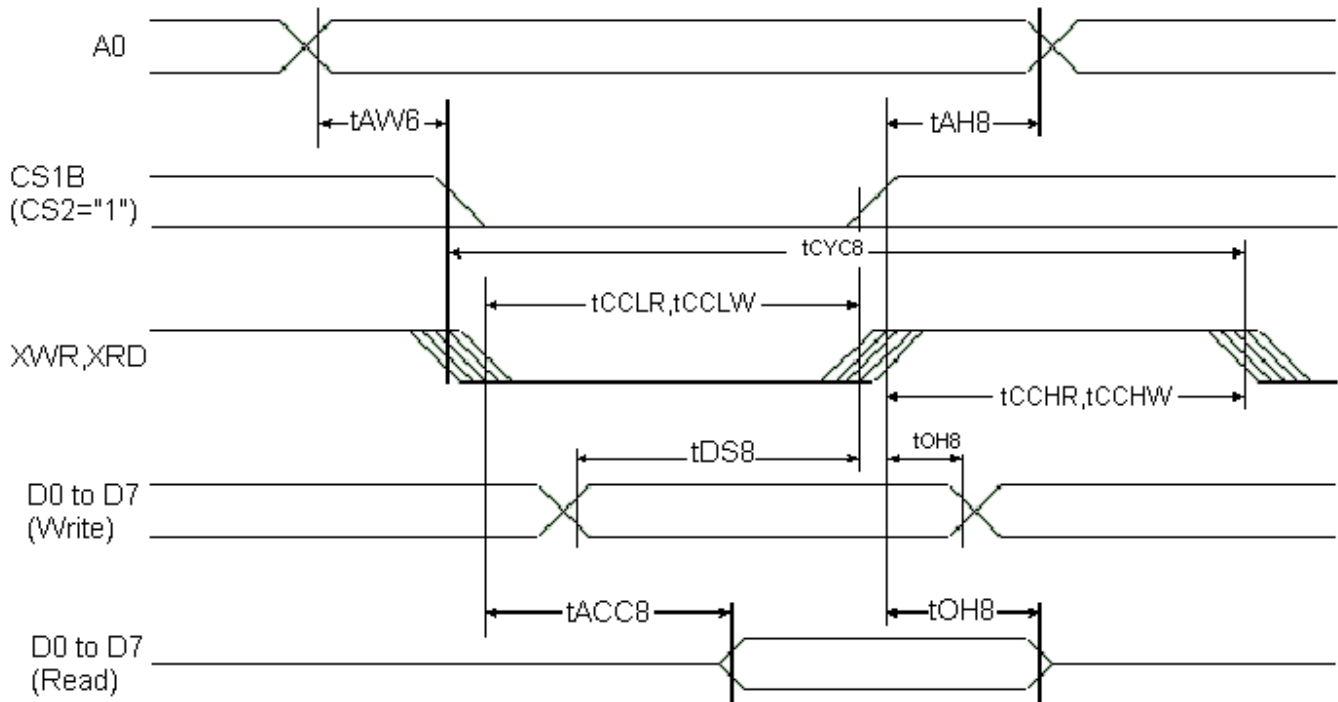 A0
tAW6
tAH8
CS1B
(CS2="1")
tCYC8
tCCLR,tCCLW
XWR,XRD
tCCHR,tCCHW
tDS8
tOH8
D0 to D7
(Write)
tACC8
tOH8
D0 to D7
(Read)